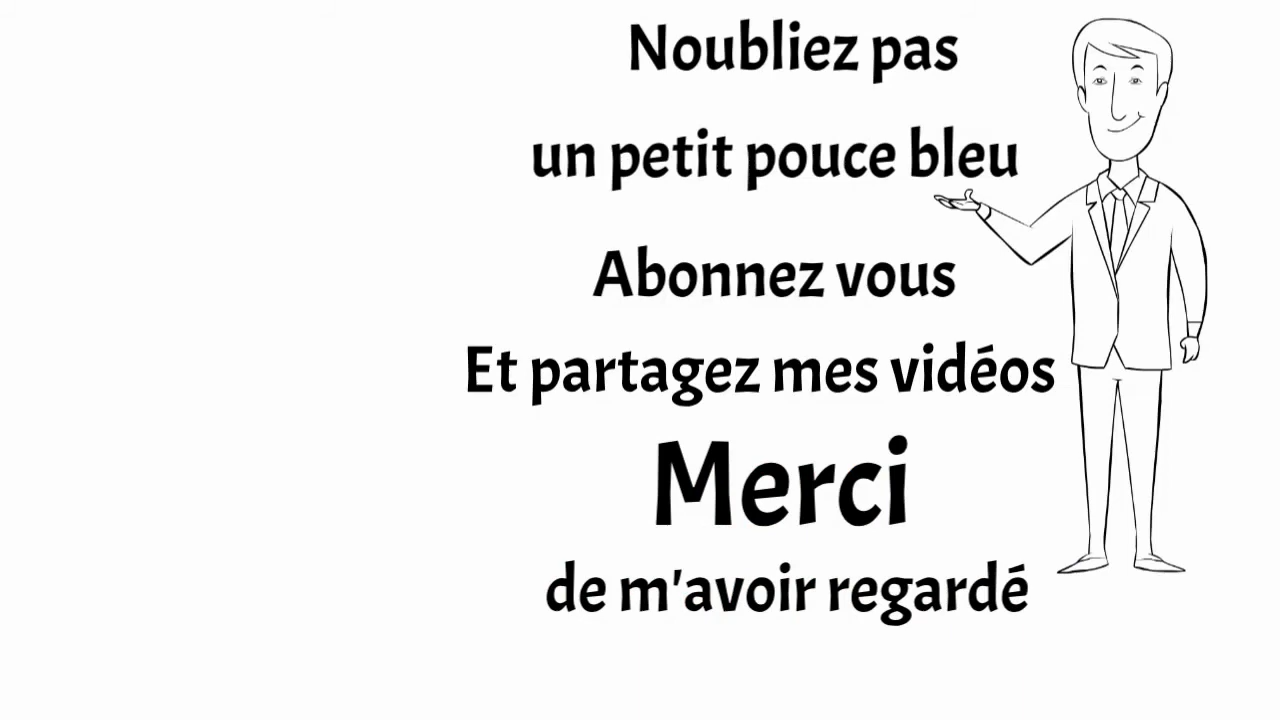 Noubliez pas
un petit pouce bleu
Abonnez vous
Et partagez mes vidéos
Merci
de m'avoir regardé